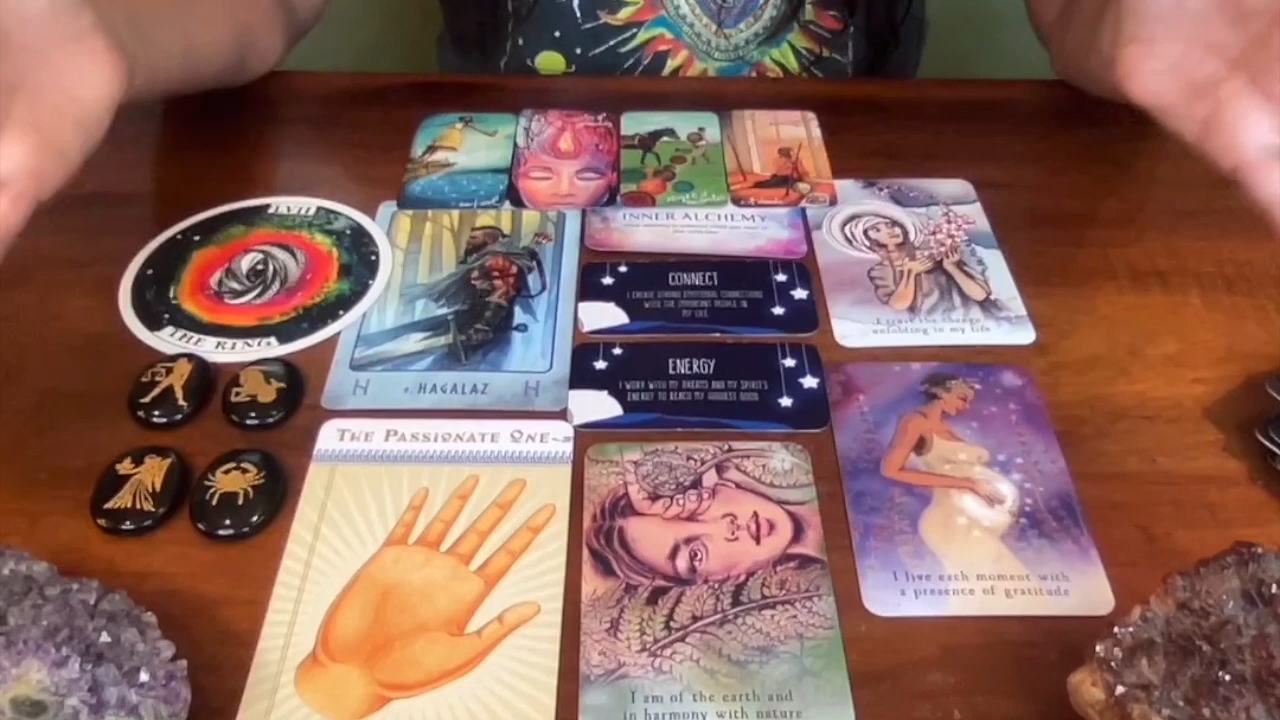 LVII
THE RING
INNER ALCHEMY
CONNECT
I CREATE STRONG EMOTIONAL CONNECTIONS
WITH THE IMPORTANT PEOPLE IN
MY LIFE
I trust the change
unfolding in my life
ENERGY
I WORK WITH MY DREAMS AND MY SPIRIT'S
ENERGY TO REACH MY HIGHEST GOOD
HAGALAZ
THE PASSIONATE ONE
I live each moment with
a presence of gratitude
I am of the earth and
in harmony with nature